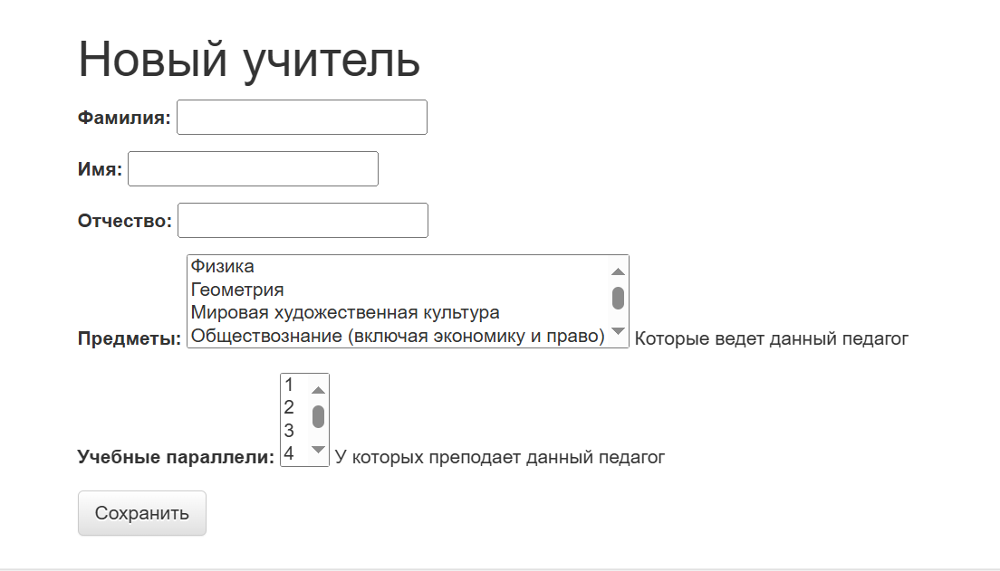 Новый учитель
Фамилия:
Имя:
Отчество:
Физика
Геометрия
Мировая художественная культура
Обществознание (включая экономику и право)
Предметы: Которые ведет данный педагог
1
2
3
4
Учебные параллели: У которых преподает данный педагог
Сохранить